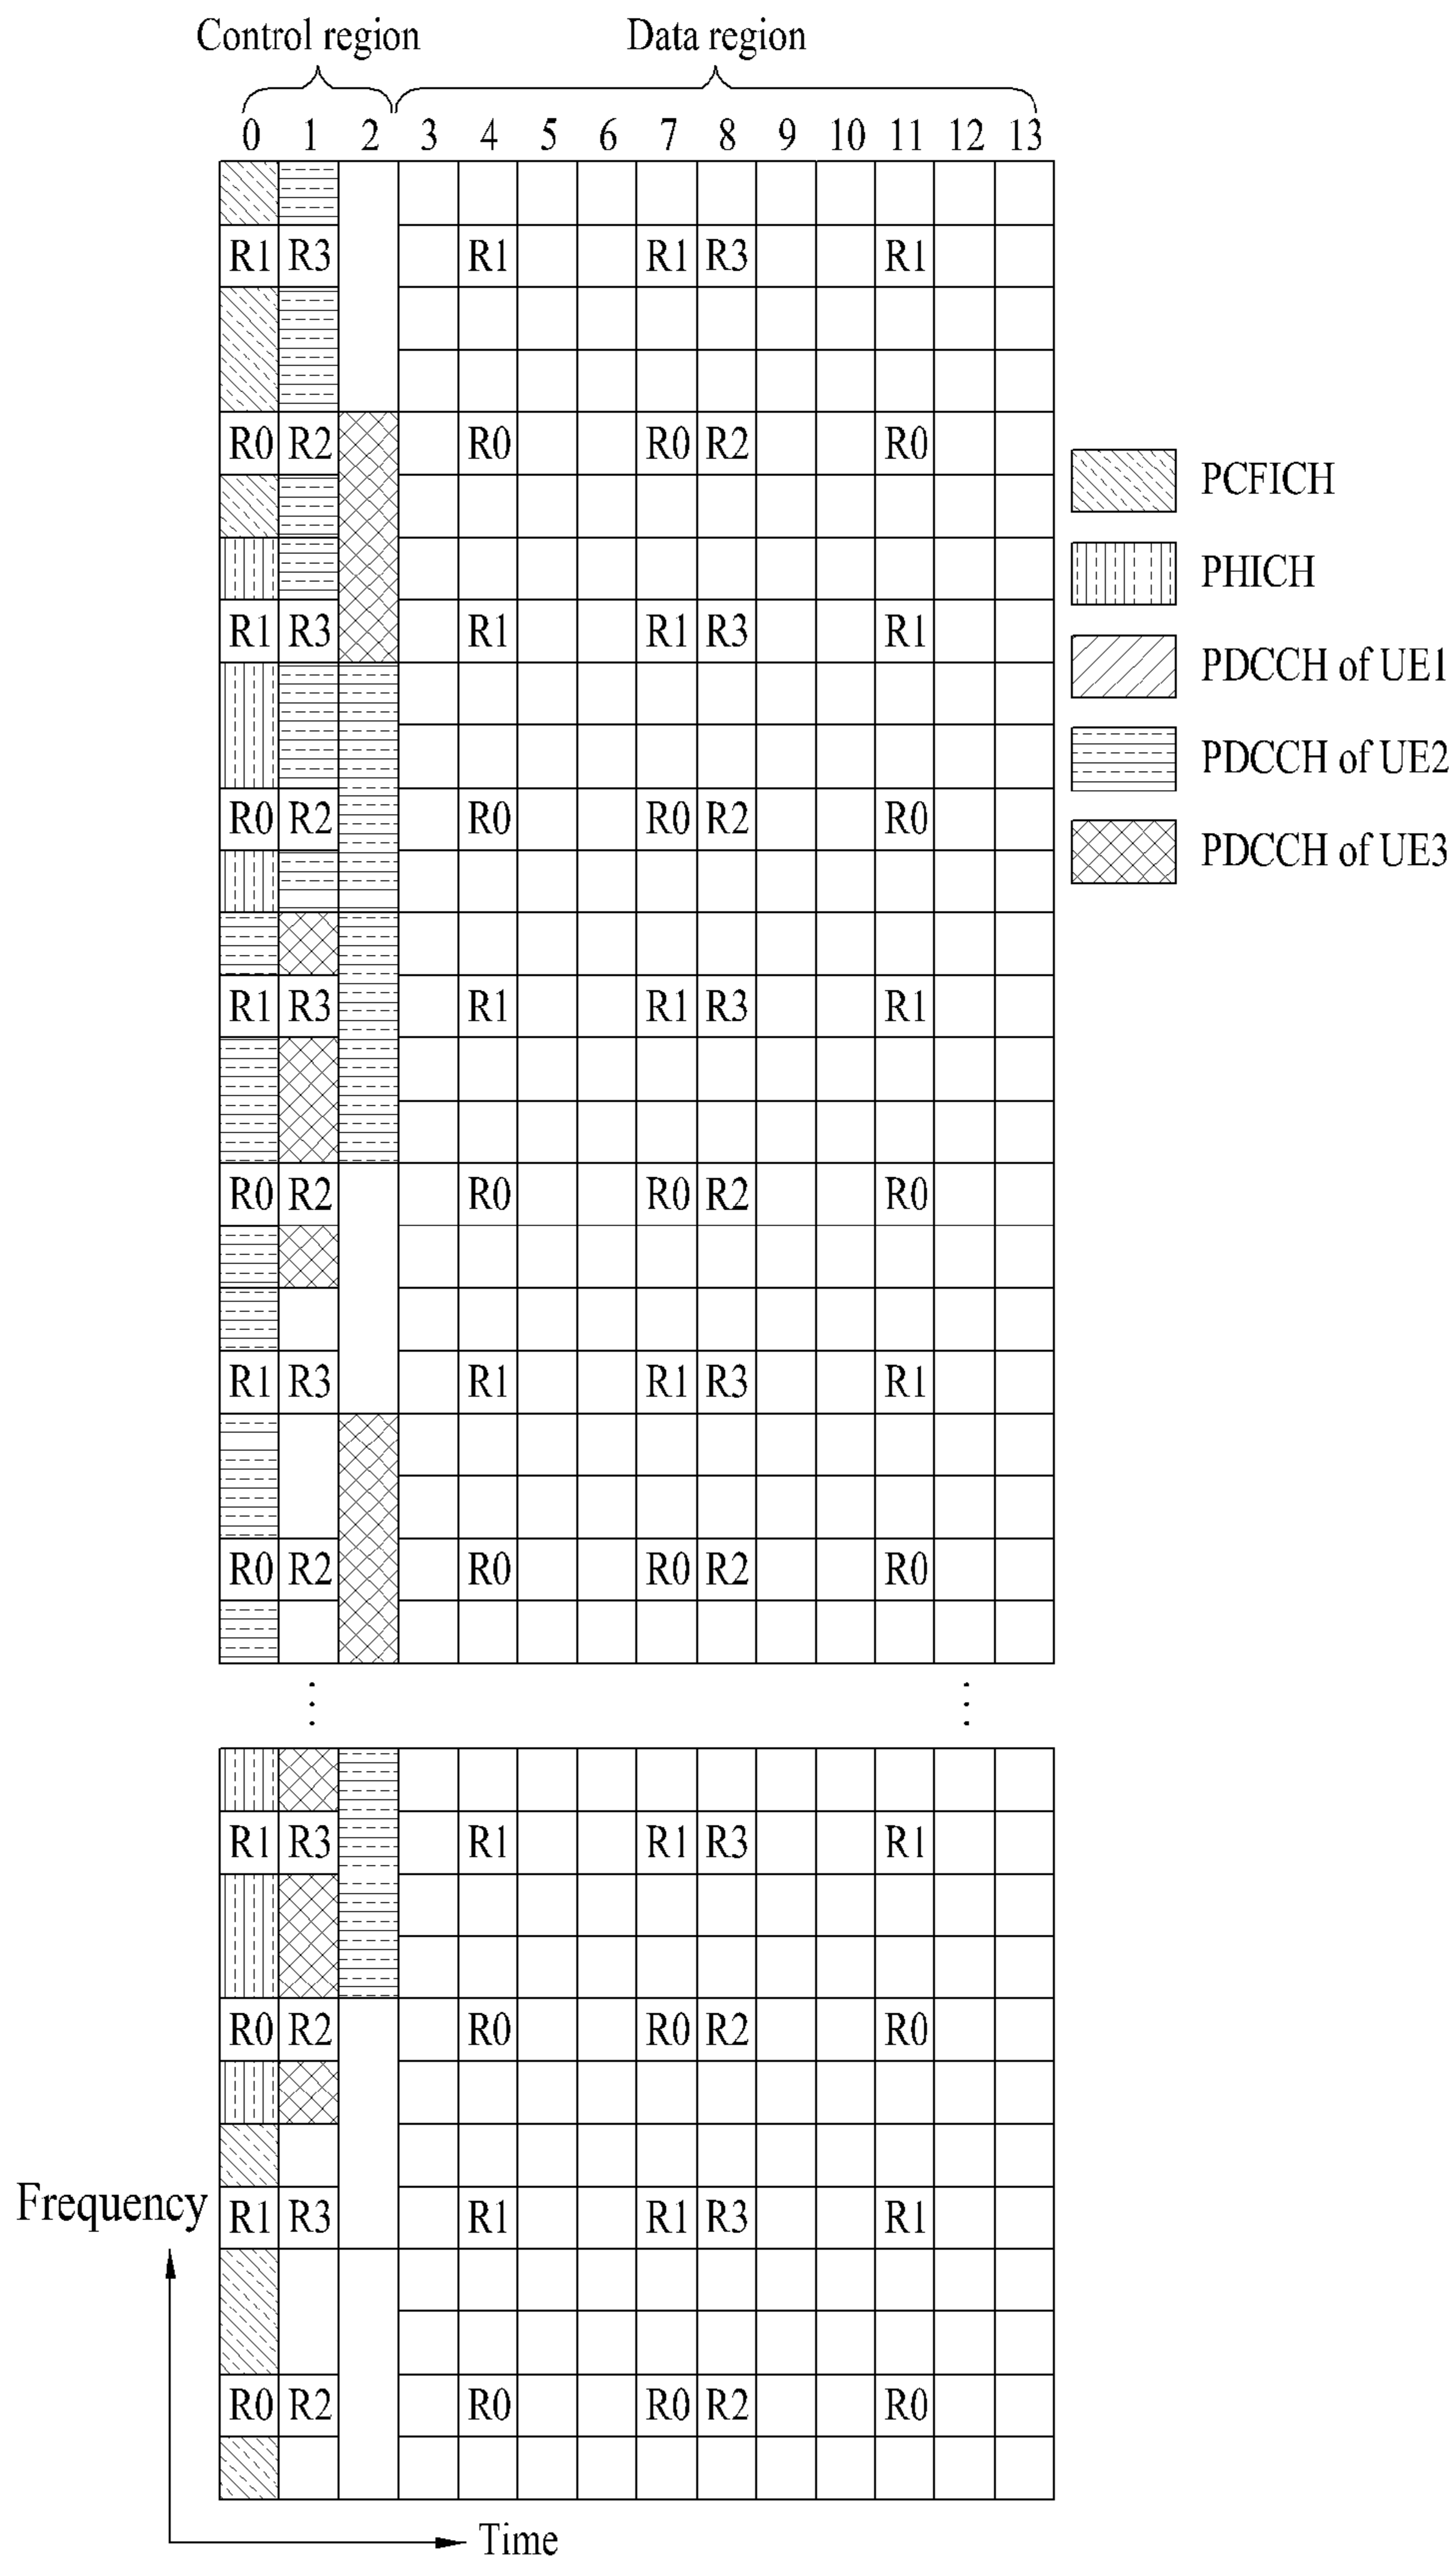 Control region Data region
0 1 2 3 4 5 6 7 8 9 10 11 12 13
R1 R3 R1 R1 R3 R1
R0 R2 R0 R0 R2 R0
R1 R3 R1 R1 R3 R1
R0 R2 R0 R0 R2 R0
R1 R3 R1 R1 R3 R1
R0 R2 R0 R0 R2 R0
R1 R3 R1 R1 R3 R1
R0 R2 R0 R0 R2 R0
R1 R3 R1 R1 R3 R1
R0 R2 R0 R0 R2 R0
R1 R3 R1 R1 R3 R1
R0 R2 R0 R0 R2 R0
PCFICH
PHICH
PDCCH of UE1
PDCCH of UE2
PDCCH of UE3
Frequency
Time